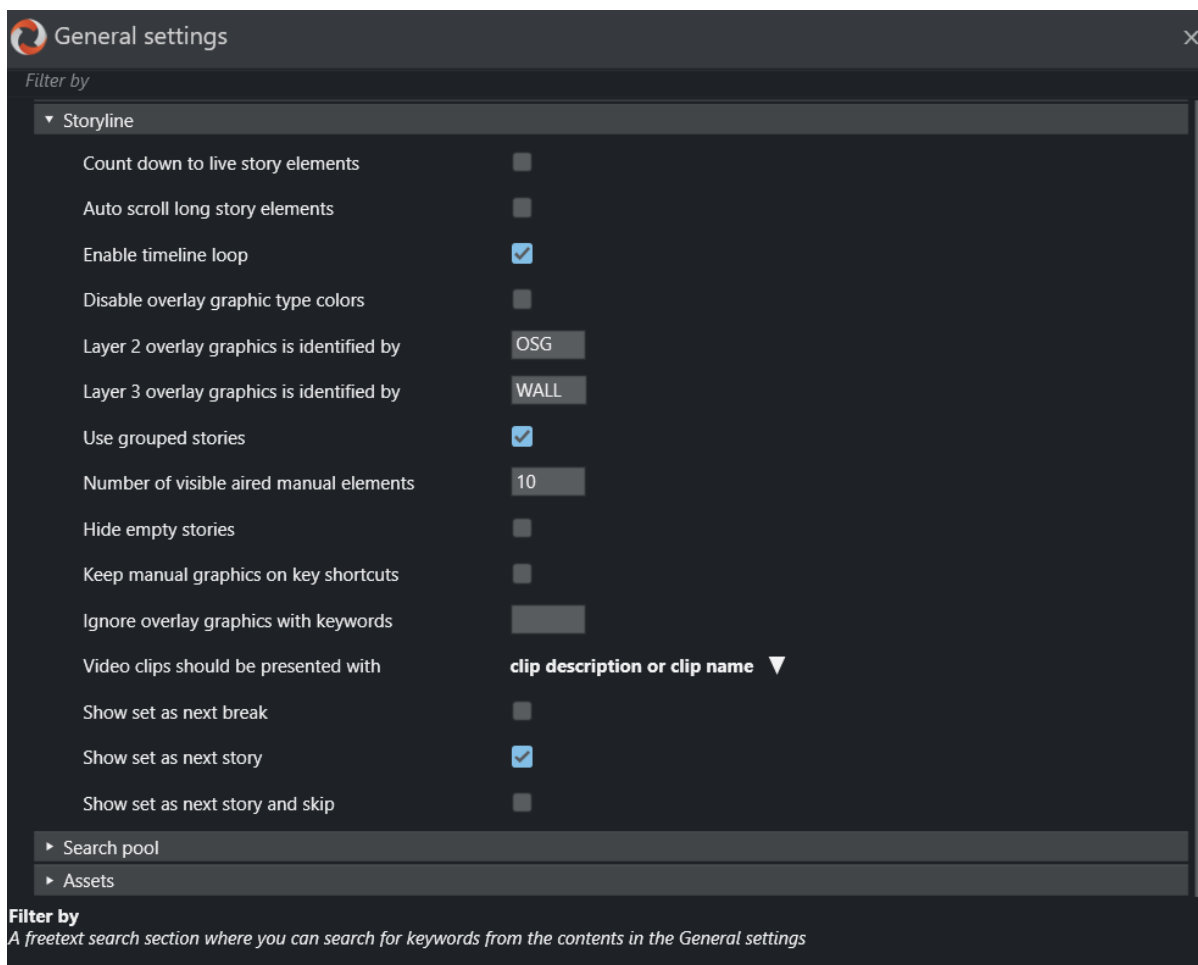 General settings
Filter by
Storyline
Count down to live story elements
Auto scroll long story elements
Enable timeline loop
Disable overlay graphic type colors
Layer 2 overlay graphics is identified by OSG
Layer 3 overlay graphics is identified by WALL
Use grouped stories
Number of visible aired manual elements 10
Hide empty stories
Keep manual graphics on key shortcuts
Ignore overlay graphics with keywords
Video clips should be presented with clip description or clip name
Show set as next break
Show set as next story
Show set as next story and skip
Search pool
Assets
Filter by
A freetext search section where you can search for keywords from the contents in the General settings